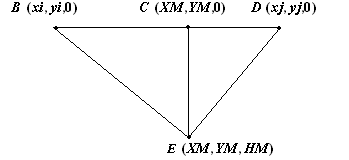 B (xi, yi,0) C (XM,YM,0) D (xj, yj,0)
E (XM, YM, HM)